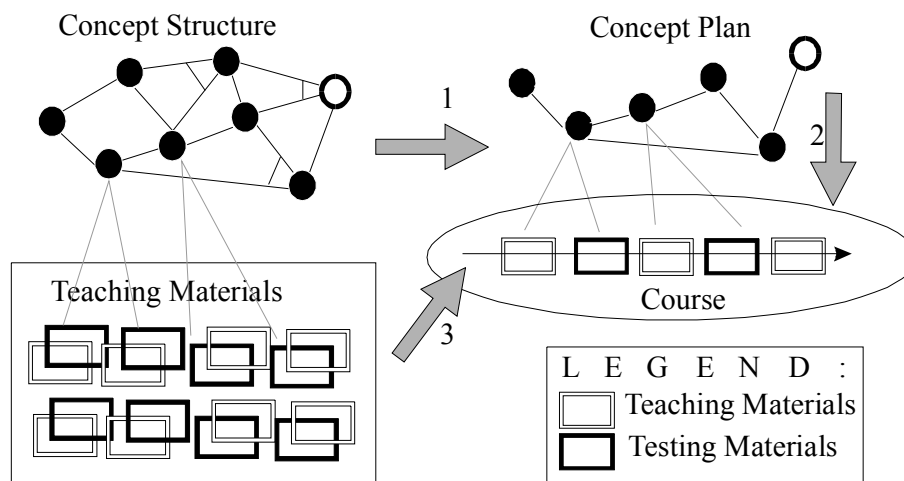 Concept Structure
Concept Plan
1
2
Teaching Materials
Course
3
L E G E N D :
Teaching Materials
Testing Materials